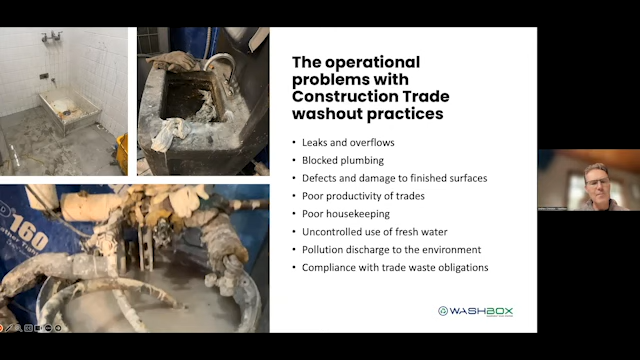 The operational
problems with
Construction Trade
washout practices
• Leaks and overflows
• Blocked plumbing
• Defects and damage to finished surfaces
• Poor productivity of trades
• Poor housekeeping
• Uncontrolled use of fresh water
• Pollution discharge to the environment
• Compliance with trade waste obligations
160
WASHBOX